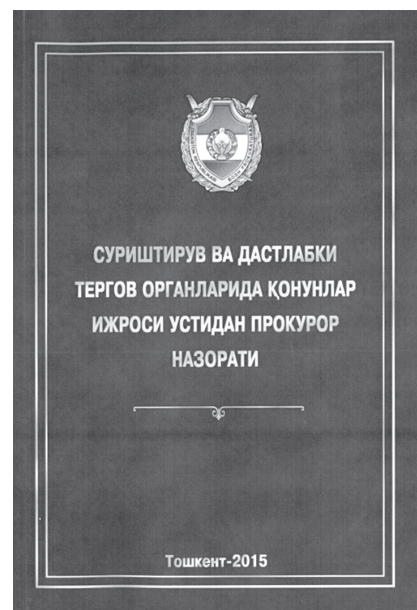 СУРИШТИРУВ ВА ДАСТЛАБКИ
ТЕРГОВ ОРГАНЛАРИДА ҚОНУНЛАР
ИЖРОСИ УСТИДАН ПРОКУРОР
НАЗОРАТИ
Тошкент-2015